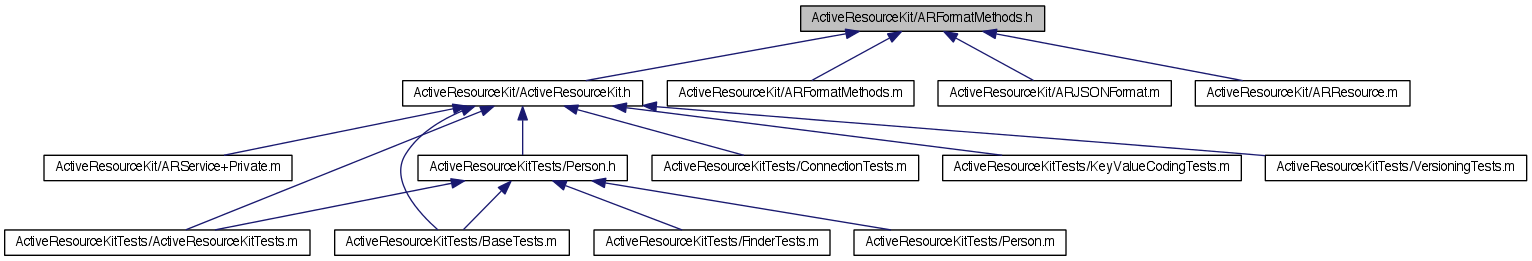 ActiveResourceKit/ARFormatMethods.h
ActiveResourceKit/ActiveResourceKit.h
ActiveResourceKit/ARFormatMethods.m
ActiveResourceKit/ARJSONFormat.m
ActiveResourceKit/ARResource.m
ActiveResourceKit/ARService+Private.m
ActiveResourceKitTests/Person.h
ActiveResourceKitTests/ConnectionTests.m
ActiveResourceKitTests/KeyValueCodingTests.m
ActiveResourceKitTests/VersioningTests.m
ActiveResourceKitTests/ActiveResourceKitTests.m
ActiveResourceKitTests/BaseTests.m
ActiveResourceKitTests/FinderTests.m
ActiveResourceKitTests/Person.m